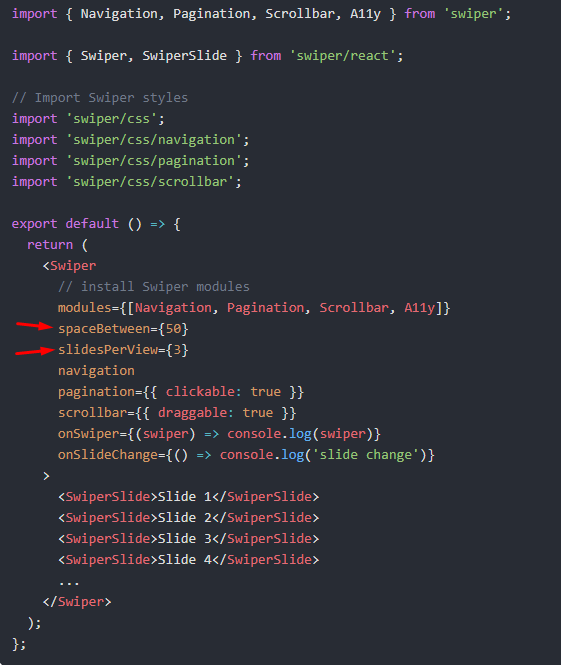 import { Navigation, Pagination, Scrollbar, A11y } from 'swiper';

import { Swiper, SwiperSlide } from 'swiper/react';

// Import Swiper styles
import 'swiper/css';
import 'swiper/css/navigation';
import 'swiper/css/pagination';
import 'swiper/css/scrollbar';

export default () => {
  return (
    <Swiper
      // install Swiper modules
      modules={[Navigation, Pagination, Scrollbar, A11y]}
      spaceBetween={50}
      slidesPerView={3}
      navigation
      pagination={{ clickable: true }}
      scrollbar={{ draggable: true }}
      onSwiper={(swiper) => console.log(swiper)}
      onSlideChange={() => console.log('slide change')}
    >
      <SwiperSlide>Slide 1</SwiperSlide>
      <SwiperSlide>Slide 2</SwiperSlide>
      <SwiperSlide>Slide 3</SwiperSlide>
      <SwiperSlide>Slide 4</SwiperSlide>
      ...
    </Swiper>
  );
};